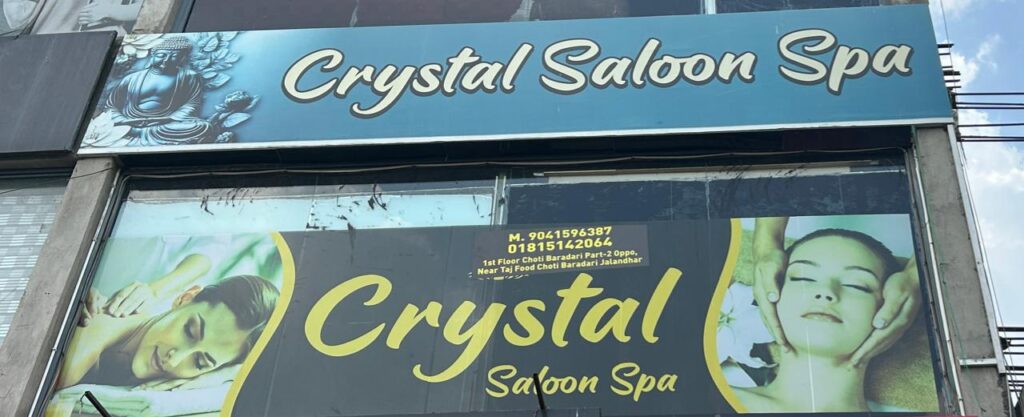 Crystal Saloon Spa
M. 9041596387
01815142064
1st Floor Choti Baradari Part-2 Oppo,
Near Taj Food Choti Baradari Jalandhar
Crystal
Saloon Spa